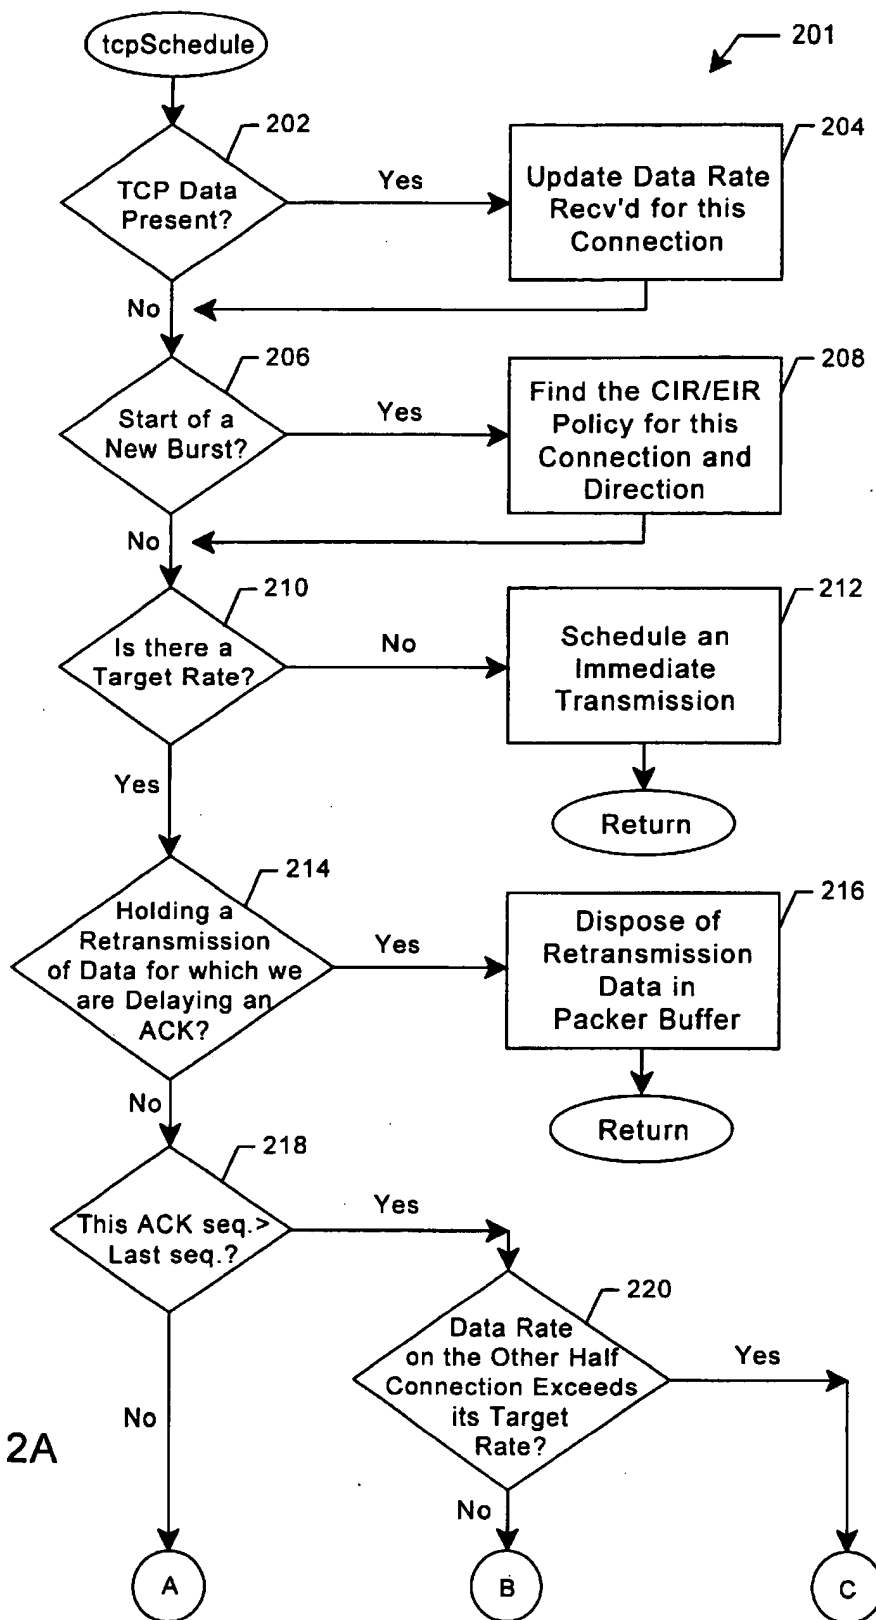 tcpSchedule
201
202
TCP Data
Present?
Yes
204
Update Data Rate
Recv'd for this
Connection
No
206
Start of a
New Burst?
Yes
208
Find the CIR/EIR
Policy for this
Connection and
Direction
No
210
Is there a
Target Rate?
No
212
Schedule an
Immediate
Transmission
Yes
Return
214
Holding a
Retransmission
of Data for which we
are Delaying an
ACK?
Yes
216
Dispose of
Retransmission
Data in
Packer Buffer
No
Return
218
This ACK seq.>
Last seq.?
Yes
220
Data Rate
on the Other Half
Connection Exceeds
its Target
Rate?
Yes
No
2A
No
A
B
C